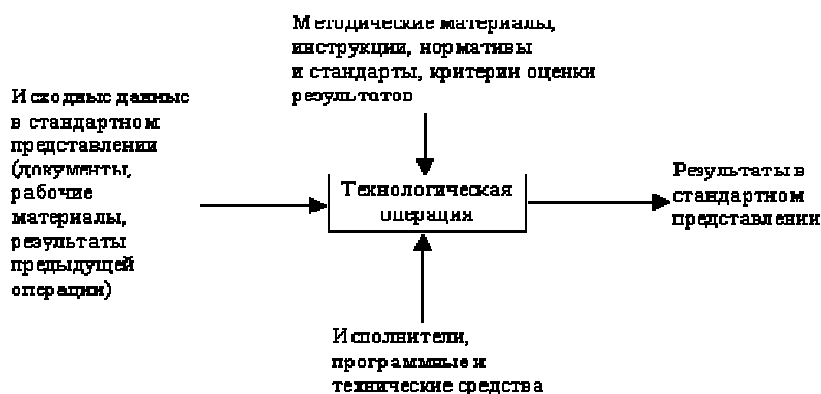 Методические материалы,
инструкции, нормативы
и стандарты, критерии оценки
результатов
Исходные данные
в стандартном
представлении
(документы,
рабочие
материалы,
результаты
предыдущей
операции)
Технологическая
операция
Результаты в
стандартном
представлении
Исполнители,
программные и
технические средства